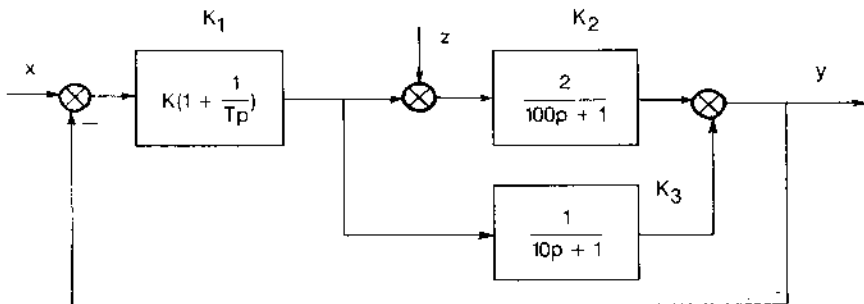 K₁
K₂
x
z
y
−
K(1 + 1/Tp)
2/(100p + 1)
K₃
1/(10p + 1)